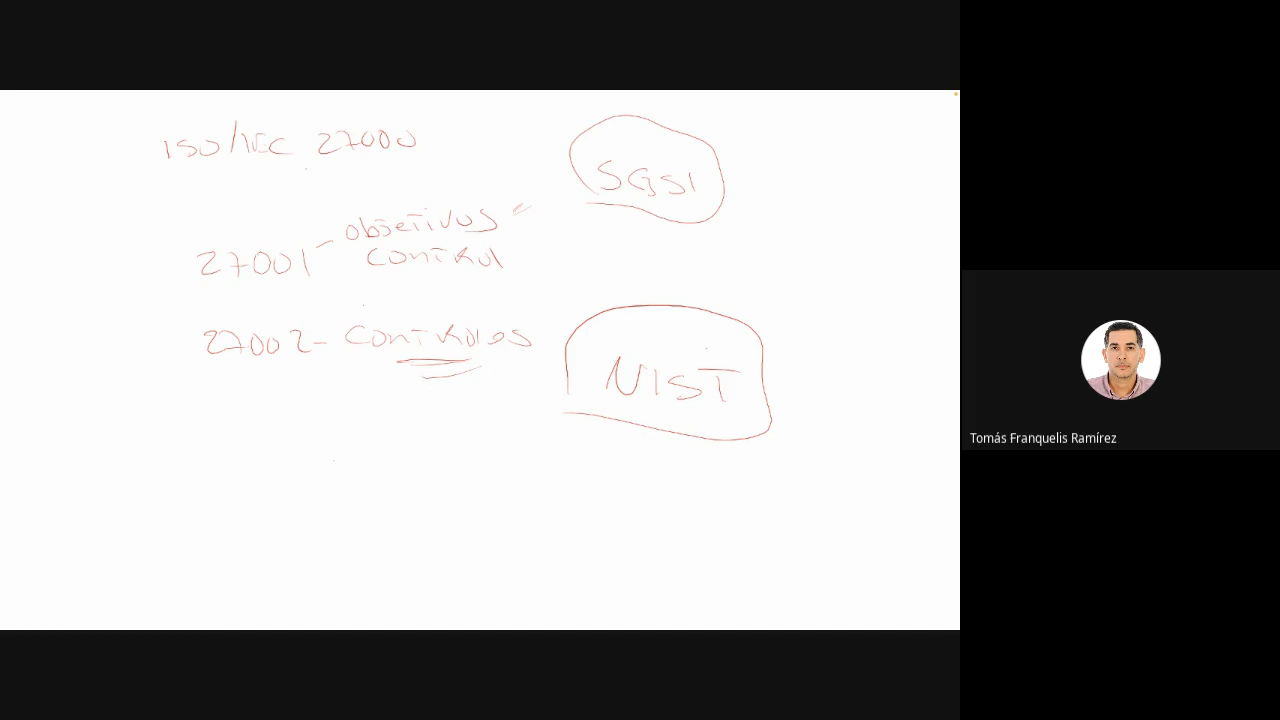 ISO/IEC 27000
SGSI
objetivos
27001 - control
27002 - controles
NIST
Tomás Franquelis Ramírez